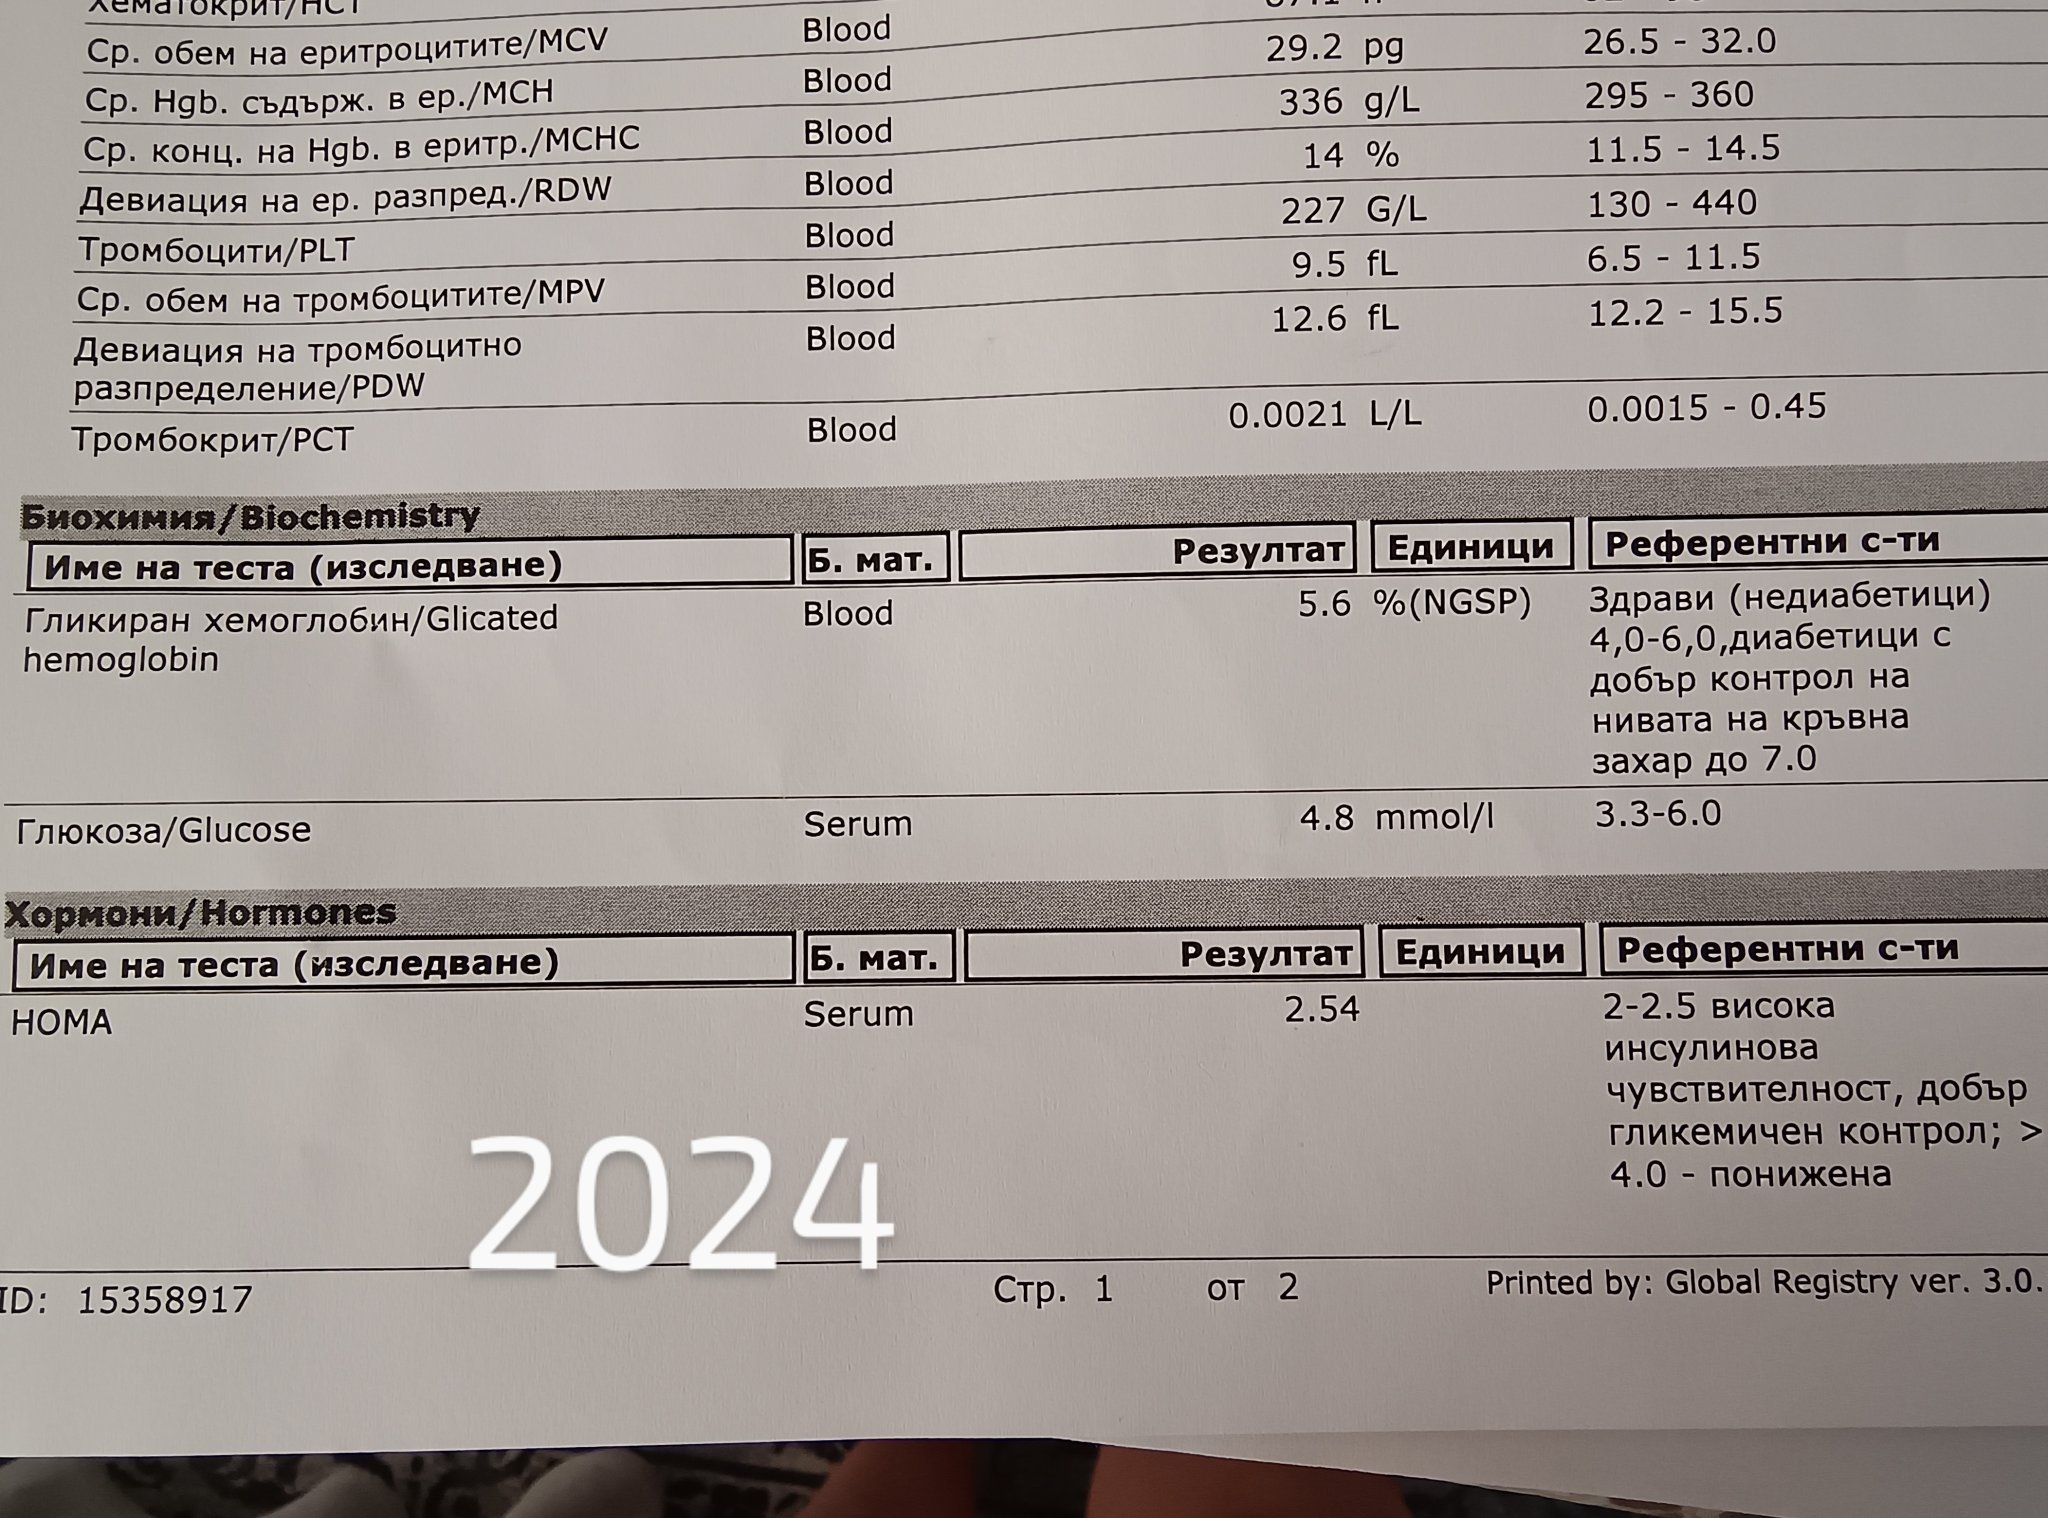 Хематокрит/HCT
Ср. обем на еритроцитите/MCV Blood 29.2 pg 26.5 - 32.0
Ср. Hgb. съдърж. в ер./MCH Blood 336 g/L 295 - 360
Ср. конц. на Hgb. в еритр./MCHC Blood 14 % 11.5 - 14.5
Девиация на ер. разпред./RDW Blood 227 G/L 130 - 440
Тромбоцити/PLT Blood 9.5 fL 6.5 - 11.5
Ср. обем на тромбоцитите/MPV Blood 12.6 fL 12.2 - 15.5
Девиация на тромбоцитно Blood
разпределение/PDW
Тромбокрит/PCT Blood 0.0021 L/L 0.0015 - 0.45
Биохимия/Biochemistry
Име на теста (изследване) Б. мат. Резултат Единици Референтни с-ти
Гликиран хемоглобин/Glicated Blood 5.6 %(NGSP) Здрави (недиабетици)
hemoglobin 4,0-6,0,диабетици с
добър контрол на
нивата на кръвна
захар до 7.0
Глюкоза/Glucose Serum 4.8 mmol/l 3.3-6.0
Хормони/Hormones
Име на теста (изследване) Б. мат. Резултат Единици Референтни с-ти
HOMA Serum 2.54 2-2.5 висока
инсулинова
чувствителност, добър
гликемичен контрол; >
4.0 - понижена
2024
ID: 15358917 Стр. 1 от 2 Printed by: Global Registry ver. 3.0.